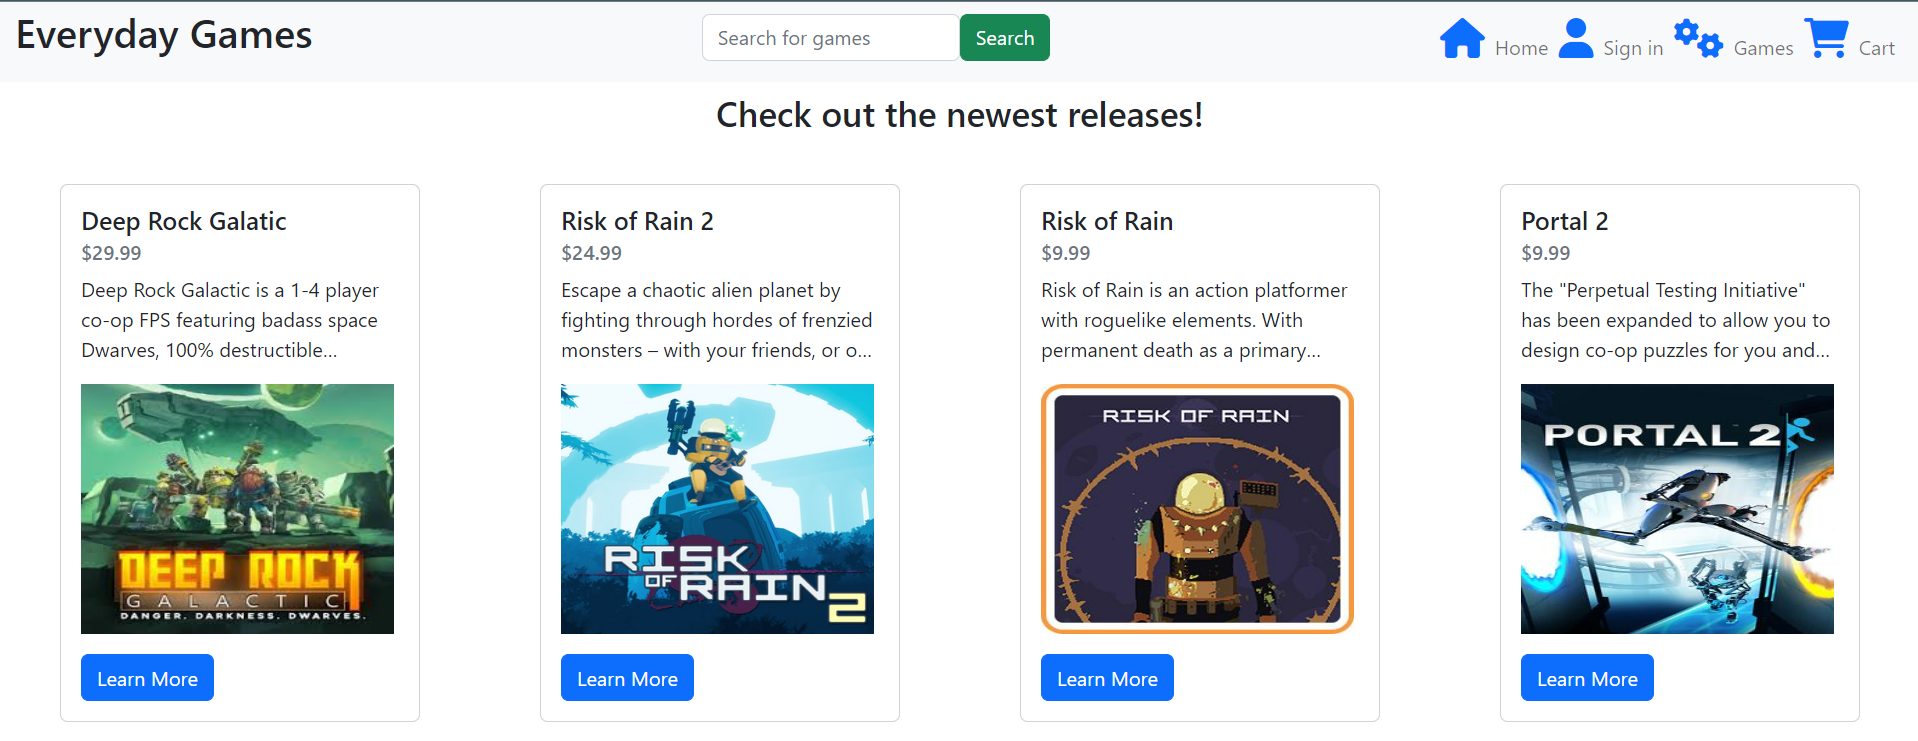 Everyday Games
Search for games
Search
Home
Sign in
Games
Cart
Check out the newest releases!
Deep Rock Galatic
$29.99
Deep Rock Galactic is a 1-4 player
co-op FPS featuring badass space
Dwarves, 100% destructible...
DEEP ROCK
GALACTIC
DANGER. DARKNESS. DWARVES.
Learn More
Risk of Rain 2
$24.99
Escape a chaotic alien planet by
fighting through hordes of frenzied
monsters – with your friends, or o...
RISK
OF RAIN
2
Learn More
Risk of Rain
$9.99
Risk of Rain is an action platformer
with roguelike elements. With
permanent death as a primary...
RISK OF RAIN
Learn More
Portal 2
$9.99
The "Perpetual Testing Initiative"
has been expanded to allow you to
design co-op puzzles for you and...
PORTAL 2
Learn More